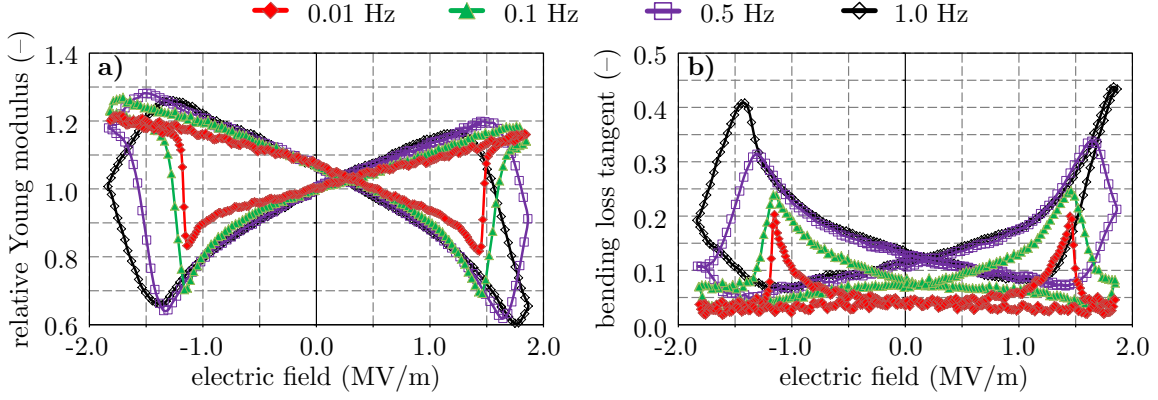 0.01 Hz 0.1 Hz 0.5 Hz 1.0 Hz
a)
relative Young modulus (–)
1.4
1.2
1.0
0.8
0.6
-2.0 -1.0 0.0 1.0 2.0
electric field (MV/m)
b)
bending loss tangent (–)
0.5
0.4
0.3
0.2
0.1
0.0
-2.0 -1.0 0.0 1.0 2.0
electric field (MV/m)